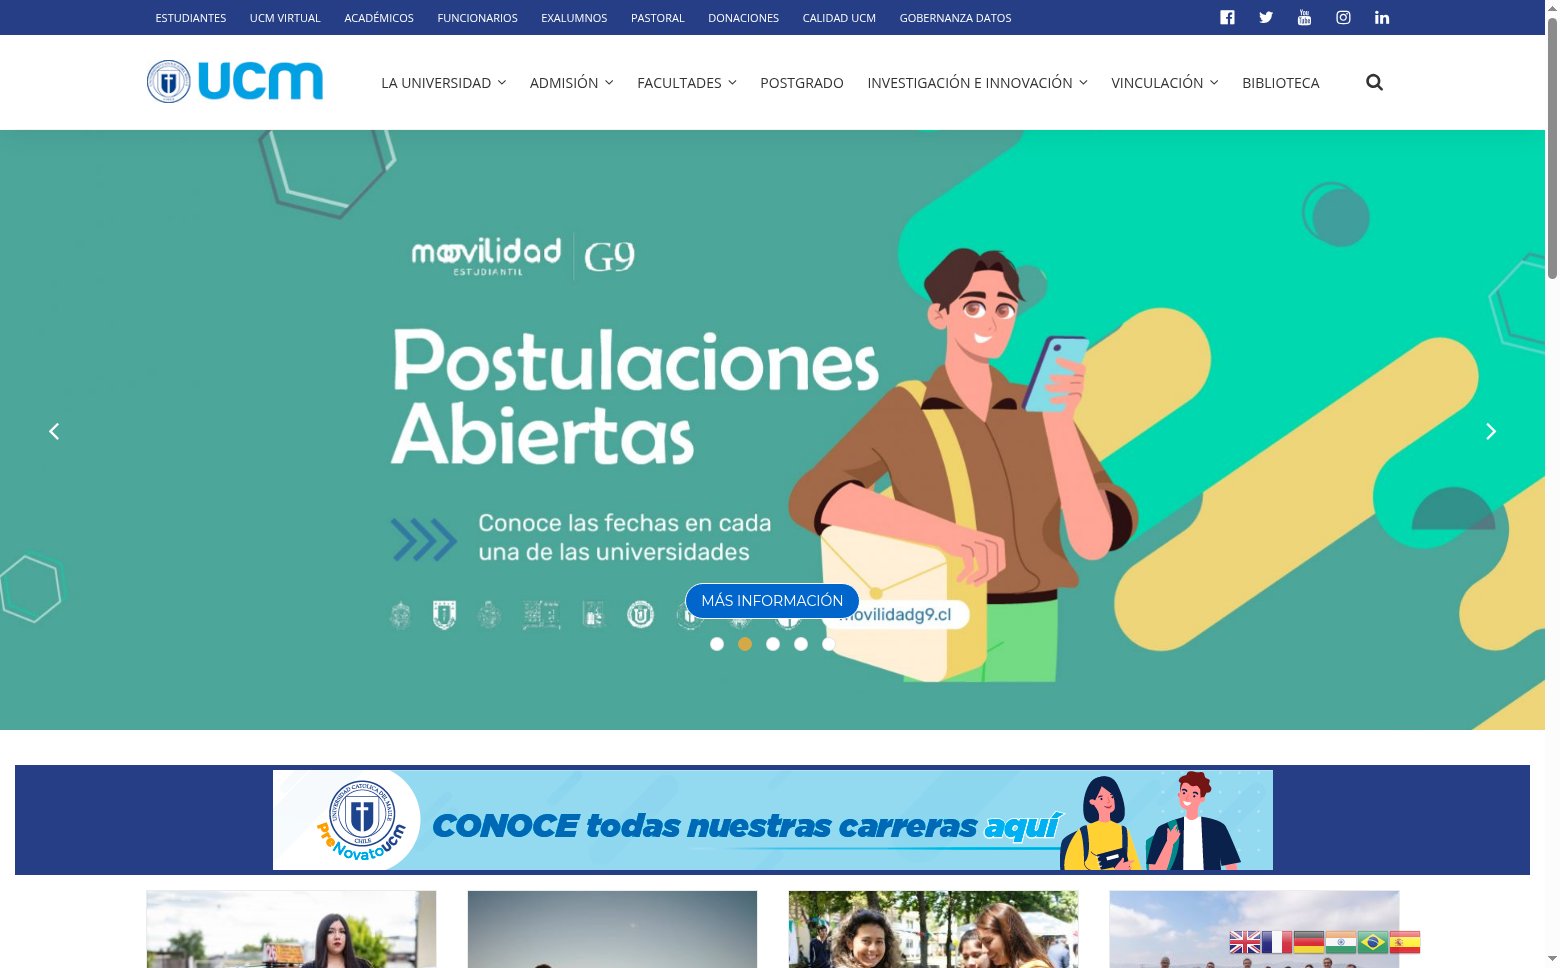 ESTUDIANTES UCM VIRTUAL ACADÉMICOS FUNCIONARIOS EXALUMNOS PASTORAL DONACIONES CALIDAD UCM GOBERNANZA DATOS
ucm
LA UNIVERSIDAD ADMISIÓN FACULTADES POSTGRADO INVESTIGACIÓN E INNOVACIÓN VINCULACIÓN BIBLIOTECA
moovilidad G9
ESTUDIANTIL
Postulaciones
Abiertas
Conoce las fechas en cada
una de las universidades
MÁS INFORMACIÓN
movilidadg9.cl
UNIVERSIDAD CATOLICA DEL MAULE
CHILE
PreNovatoucm
CONOCE todas nuestras carreras aquí